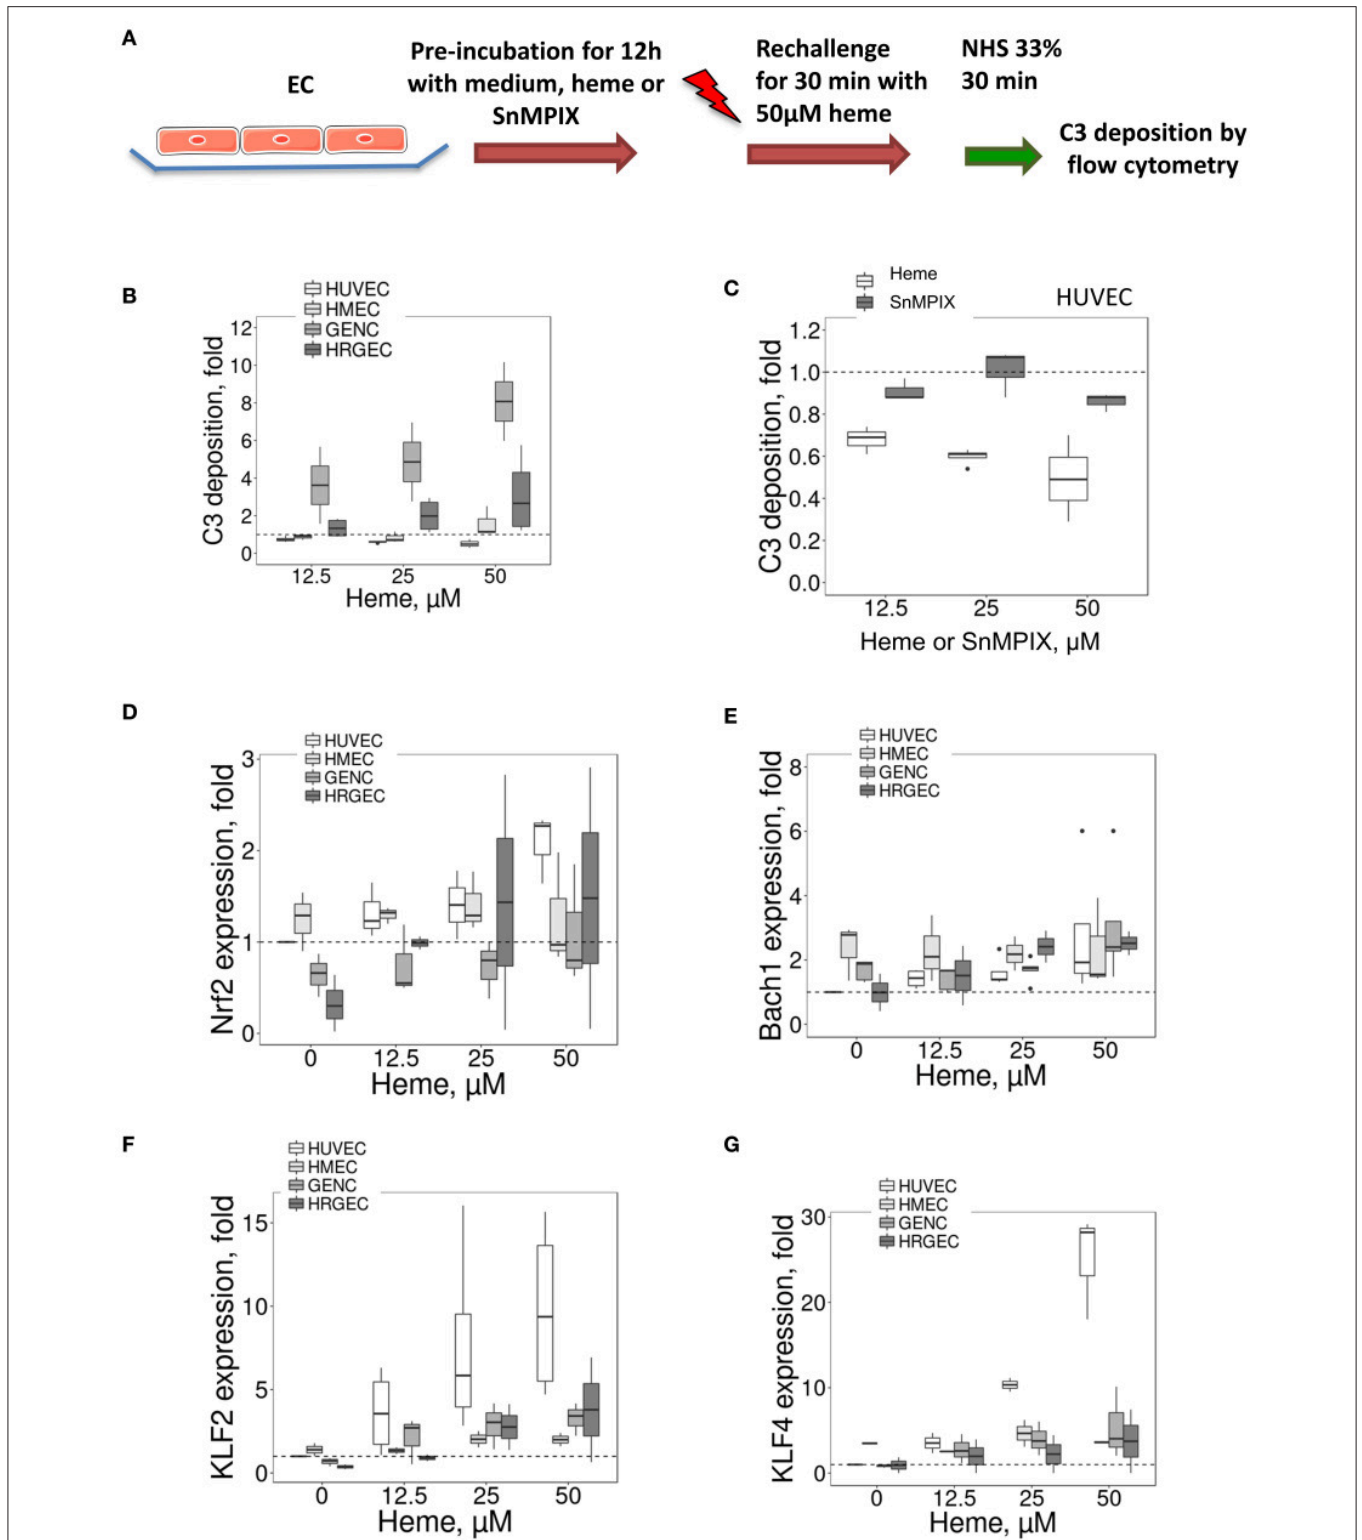 A
EC
Pre-incubation for 12h
with medium, heme or
SnMPIX
Rechallenge
for 30 min with
50µM heme
NHS 33%
30 min
C3 deposition by
flow cytometry
B
HUVEC
HMEC
GENC
HRGEC
C3 deposition, fold
12
10
8
6
4
2
0
12.5 25 50
Heme, µM
C
Heme
SnMPIX
HUVEC
C3 deposition, fold
1.2
1.0
0.8
0.6
0.4
0.2
0.0
12.5 25 50
Heme or SnMPIX, µM
D
HUVEC
HMEC
GENC
HRGEC
Nrf2 expression, fold
3
2
1
0
0 12.5 25 50
Heme, µM
E
HUVEC
HMEC
GENC
HRGEC
Bach1 expression, fold
8
6
4
2
0
0 12.5 25 50
Heme, µM
F
HUVEC
HMEC
GENC
HRGEC
KLF2 expression, fold
15
10
5
0
0 12.5 25 50
Heme, µM
G
HUVEC
HMEC
GENC
HRGEC
KLF4 expression, fold
30
20
10
0
0 12.5 25 50
Heme, µM